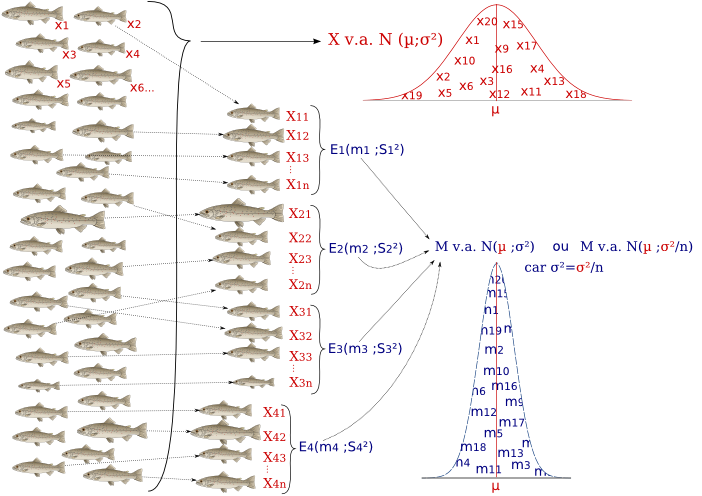 x1
x2
x3
x4
x5
x6...
X v.a. N (μ;σ²)
x20 x15
x1
x9 x17
x10
x16 x4
x2
x3 x13
x6
x5 x12 x11
x19 x18
μ
X11
X12
X13
X1n
E1(m1 ;S1²)
X21
X22
X23
X2n
E2(m2 ;S2²)
X31
X32
X33
X3n
E3(m3 ;S3²)
X41
X42
X43
X4n
E4(m4 ;S4²)
M v.a. N(μ ;σ²) ou M v.a. N(μ ;σ²/n)
car σ²=σ²/n
n1
n19
m2
m10
n6 m16
m9
m12
m17
m5
m18
m13
n4 m11 m3
μ